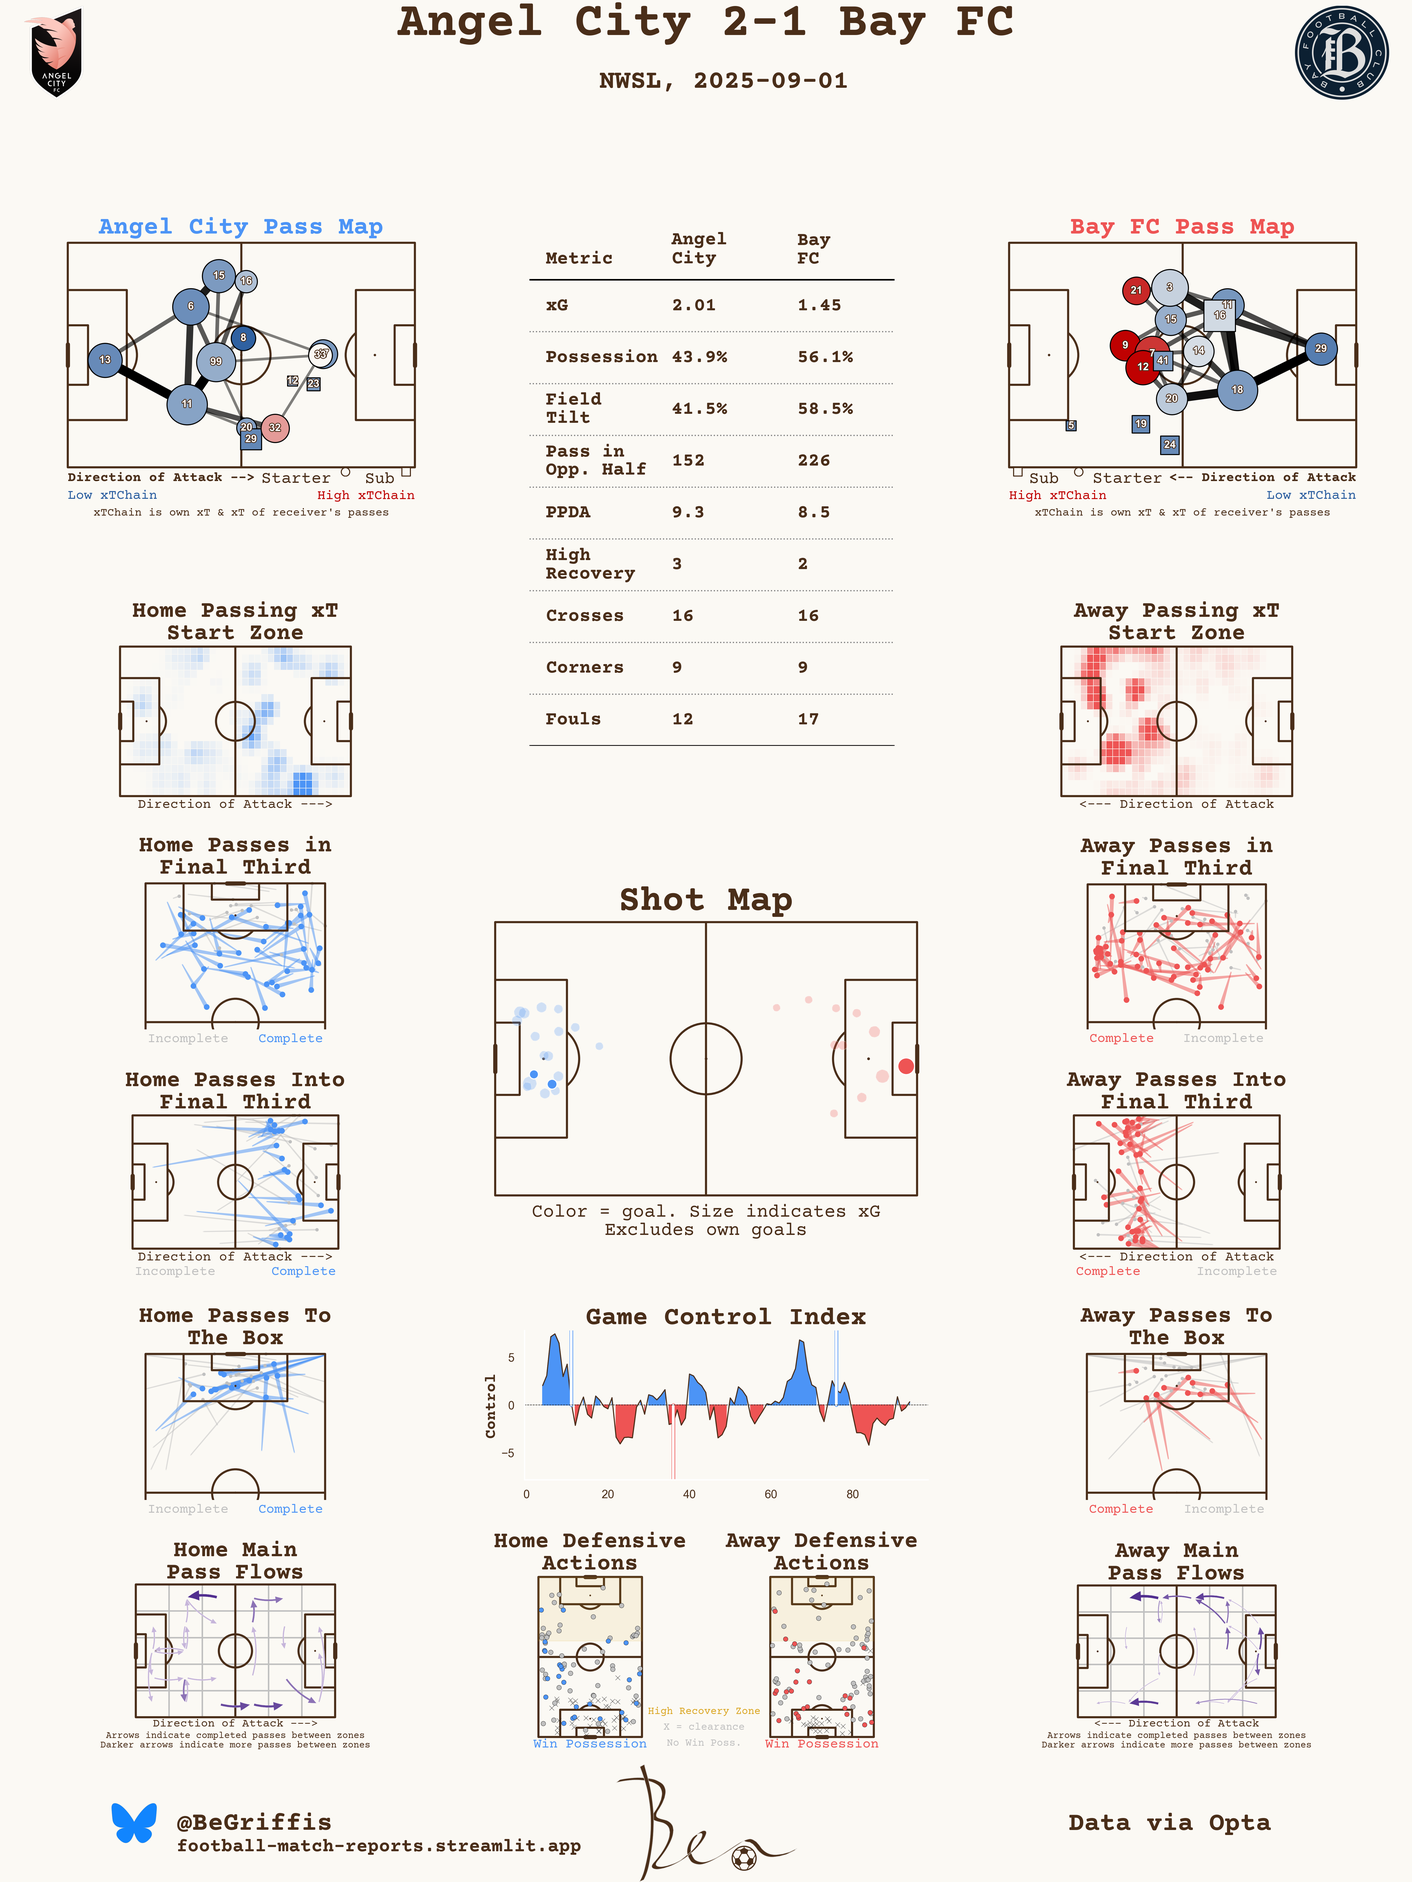 Angel City 2-1 Bay FC
NWSL, 2025-09-01
ANGEL
CITY
FC
BAY FOOTBALL CLUB
B
Angel City Pass Map
15
16
6
8
13
99
12
23
11
20
32
29
Direction of Attack -->
Starter
Sub
Low xTChain
High xTChain
xTChain is own xT & xT of receiver's passes
Metric
Angel
City
Bay
FC
xG 2.01 1.45
Possession 43.9% 56.1%
Field
Tilt
41.5% 58.5%
Pass in
Opp. Half
152 226
PPDA 9.3 8.5
High
Recovery
3 2
Crosses 16 16
Corners 9 9
Fouls 12 17
Bay FC Pass Map
21
3
11
15
16
9
7
14
29
12
41
18
20
5
19
24
Sub
Starter
<-- Direction of Attack
High xTChain
Low xTChain
xTChain is own xT & xT of receiver's passes
Home Passing xT
Start Zone
Direction of Attack --->
Away Passing xT
Start Zone
<--- Direction of Attack
Home Passes in
Final Third
Incomplete
Complete
Away Passes in
Final Third
Complete
Incomplete
Shot Map
Color = goal. Size indicates xG
Excludes own goals
Home Passes Into
Final Third
Direction of Attack --->
Incomplete
Complete
Away Passes Into
Final Third
<--- Direction of Attack
Complete
Incomplete
Home Passes To
The Box
Incomplete
Complete
Game Control Index
Control
5
0
−5
0
20
40
60
80
Away Passes To
The Box
Complete
Incomplete
Home Main
Pass Flows
Direction of Attack --->
Arrows indicate completed passes between zones
Darker arrows indicate more passes between zones
Home Defensive
Actions
Win Possession
Away Defensive
Actions
Win Possession
High Recovery Zone
X = clearance
No Win Poss.
Away Main
Pass Flows
<--- Direction of Attack
Arrows indicate completed passes between zones
Darker arrows indicate more passes between zones
@BeGriffis
football-match-reports.streamlit.app
Ben
Data via Opta